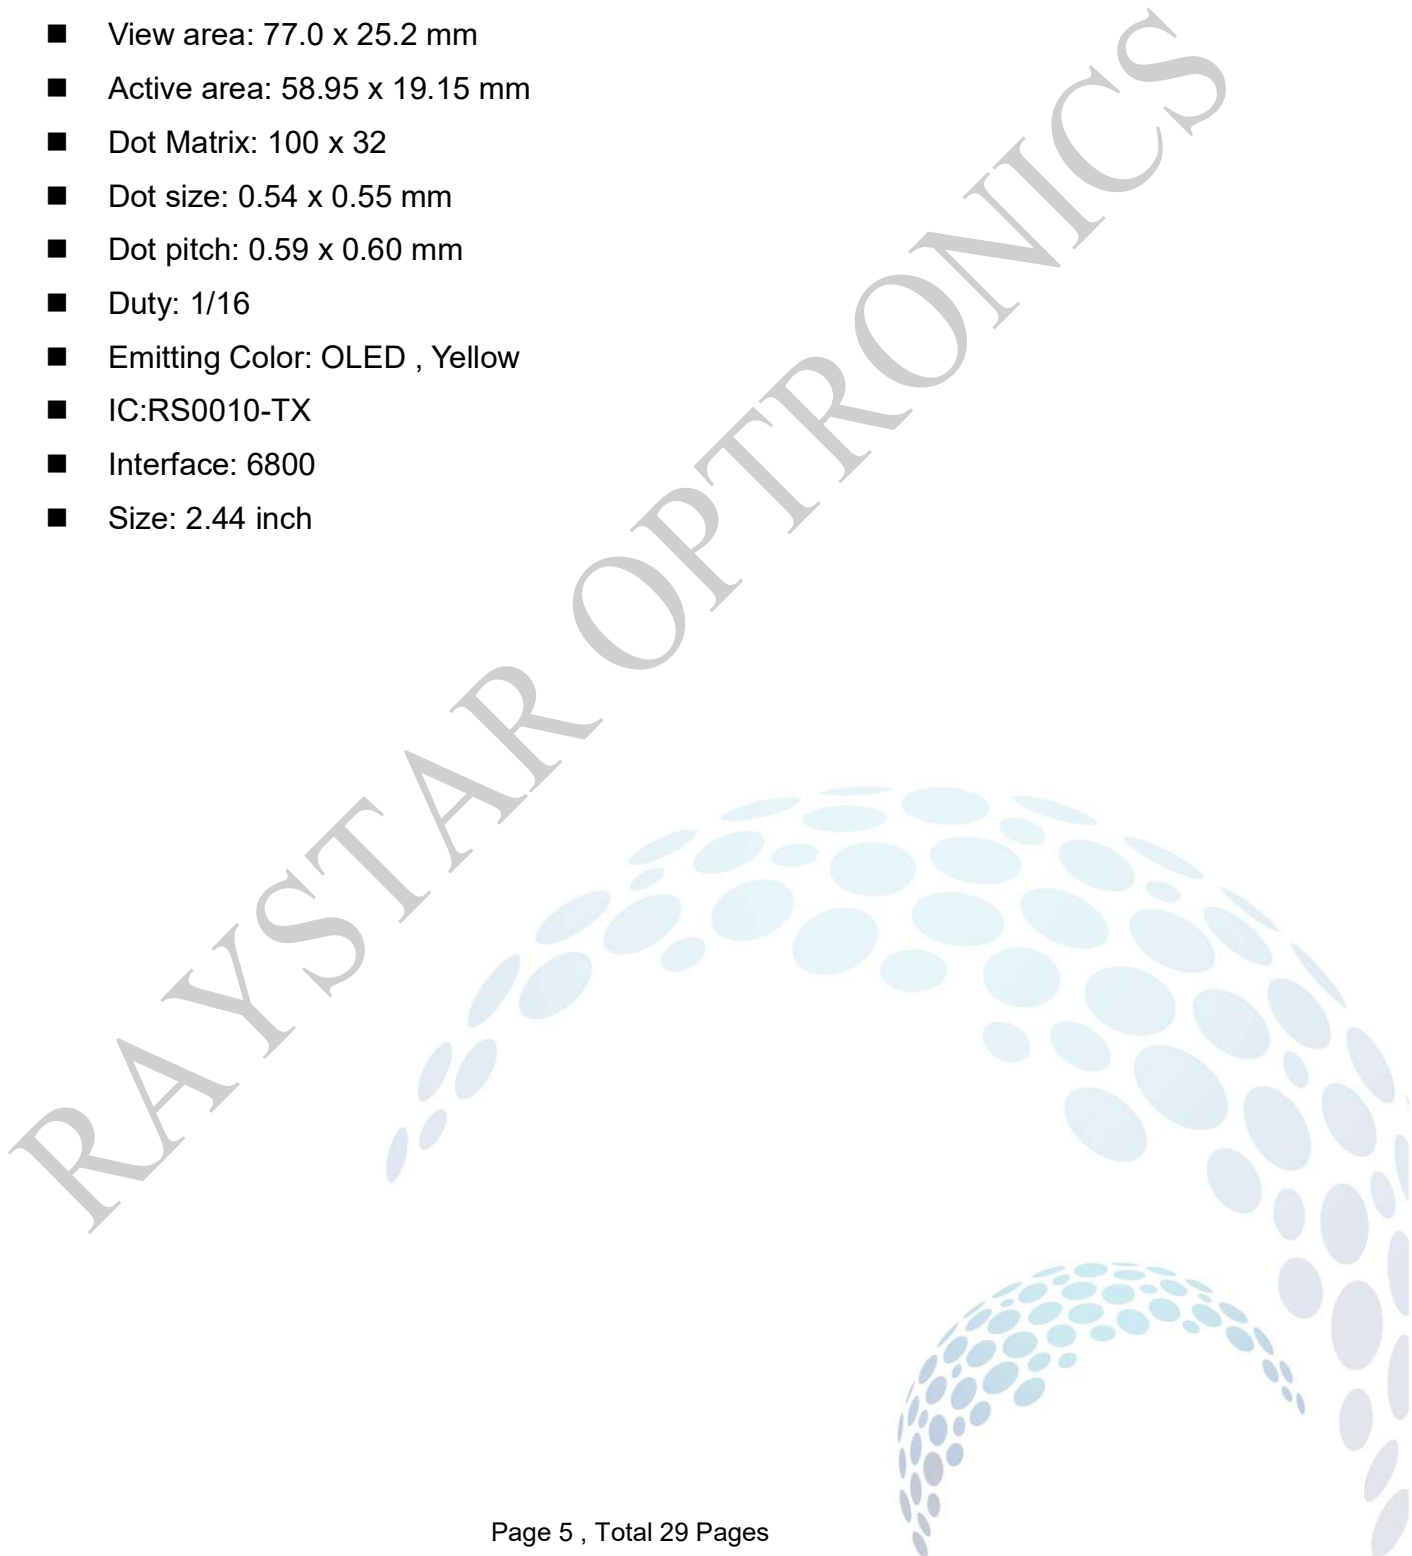 ■ View area: 77.0 x 25.2 mm
■ Active area: 58.95 x 19.15 mm
■ Dot Matrix: 100 x 32
■ Dot size: 0.54 x 0.55 mm
■ Dot pitch: 0.59 x 0.60 mm
■ Duty: 1/16
■ Emitting Color: OLED , Yellow
■ IC:RS0010-TX
■ Interface: 6800
■ Size: 2.44 inch
RAYSTAR OPTRONICS
Page 5 , Total 29 Pages